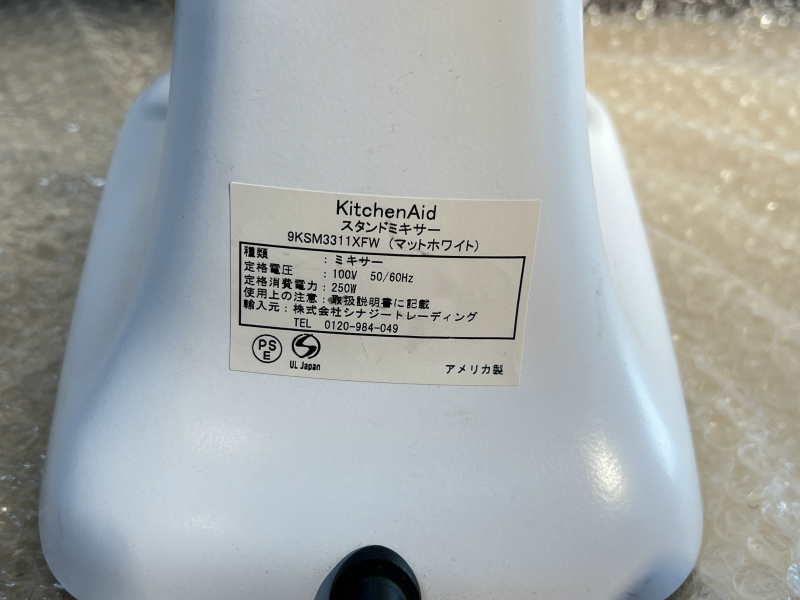 KitchenAid
スタンドミキサー
9KSM3311XFW (マットホワイト)
種類 : ミキサー
定格電圧 : 100V 50/60Hz
定格消費電力 : 250W
使用上の注意 : 取扱説明書に記載
輸入元 : 株式会社シナジートレーディング
TEL 0120-984-049
PS
E
UL Japan
アメリカ製